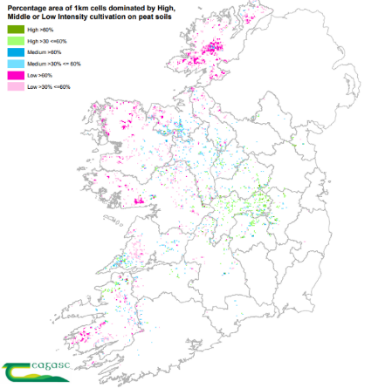 Percentage area of 1km cells dominated by High,
Middle or Low Intensity cultivation on peat soils
High >60%
High >30 <=60%
Medium >60%
Medium >30% <= 60%
Low >60%
Low >30% <=60%
teagasc